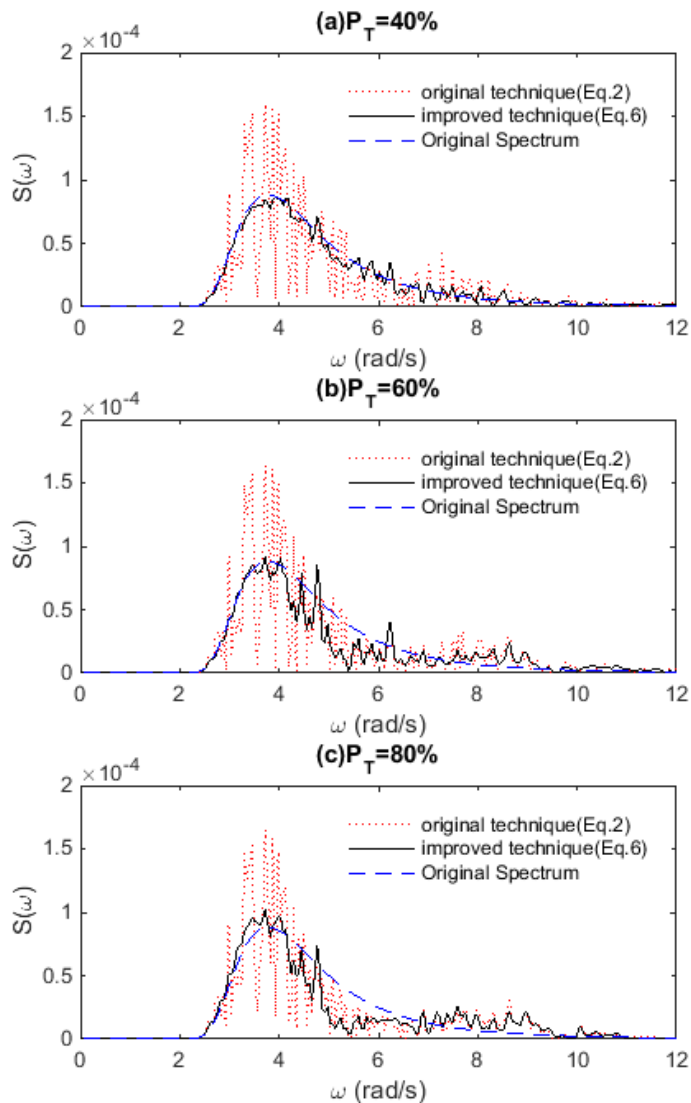 (a)P_T=40%
×10^-4
2
1.5
1
0.5
0
S(ω)
original technique(Eq.2)
improved technique(Eq.6)
Original Spectrum
0 2 4 6 8 10 12
ω (rad/s)
(b)P_T=60%
×10^-4
2
1.5
1
0.5
0
S(ω)
original technique(Eq.2)
improved technique(Eq.6)
Original Spectrum
0 2 4 6 8 10 12
ω (rad/s)
(c)P_T=80%
×10^-4
2
1.5
1
0.5
0
S(ω)
original technique(Eq.2)
improved technique(Eq.6)
Original Spectrum
0 2 4 6 8 10 12
ω (rad/s)